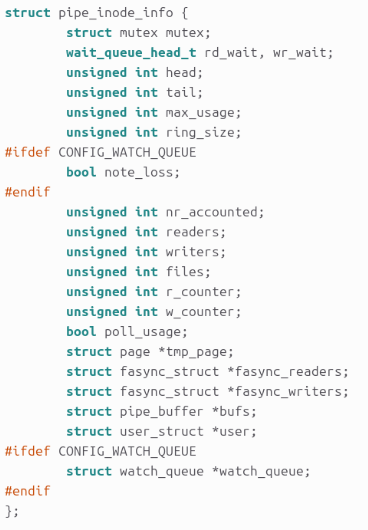 struct pipe_inode_info {
        struct mutex mutex;
        wait_queue_head_t rd_wait, wr_wait;
        unsigned int head;
        unsigned int tail;
        unsigned int max_usage;
        unsigned int ring_size;
#ifdef CONFIG_WATCH_QUEUE
        bool note_loss;
#endif
        unsigned int nr_accounted;
        unsigned int readers;
        unsigned int writers;
        unsigned int files;
        unsigned int r_counter;
        unsigned int w_counter;
        bool poll_usage;
        struct page *tmp_page;
        struct fasync_struct *fasync_readers;
        struct fasync_struct *fasync_writers;
        struct pipe_buffer *bufs;
        struct user_struct *user;
#ifdef CONFIG_WATCH_QUEUE
        struct watch_queue *watch_queue;
#endif
};